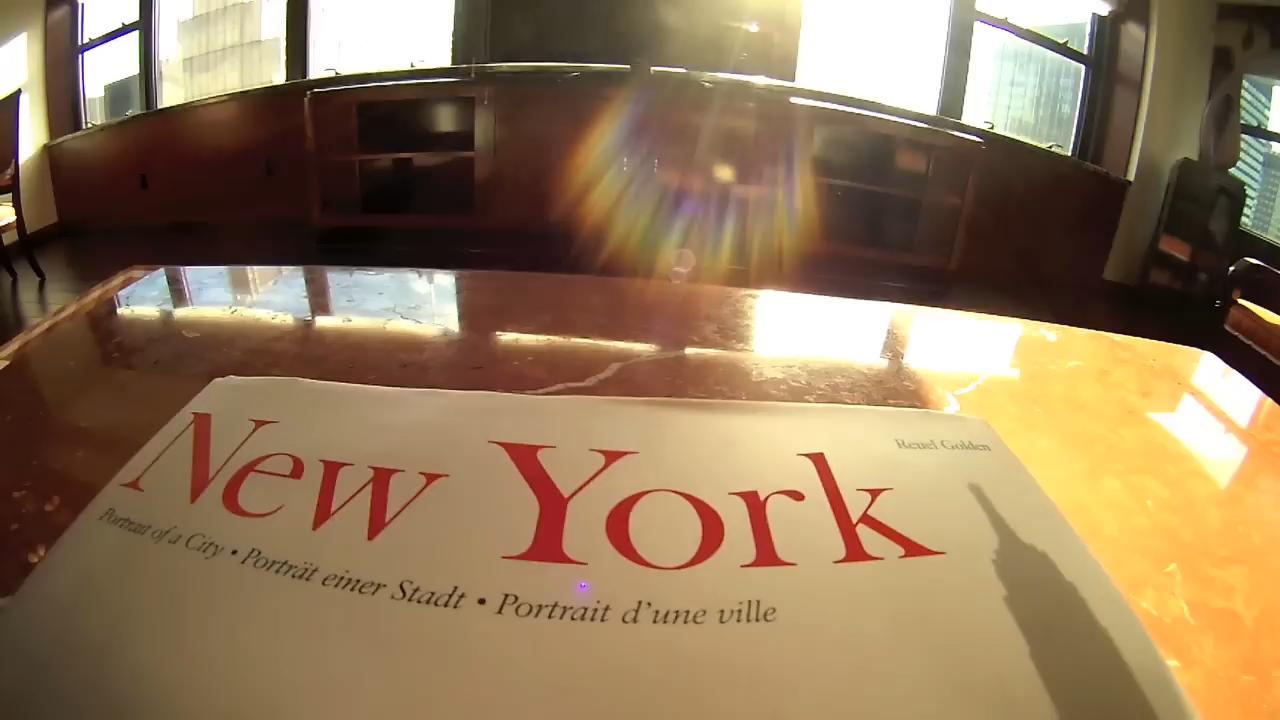 Reuel Golden
New York
Portrait of a City • Porträt einer Stadt • Portrait d'une ville